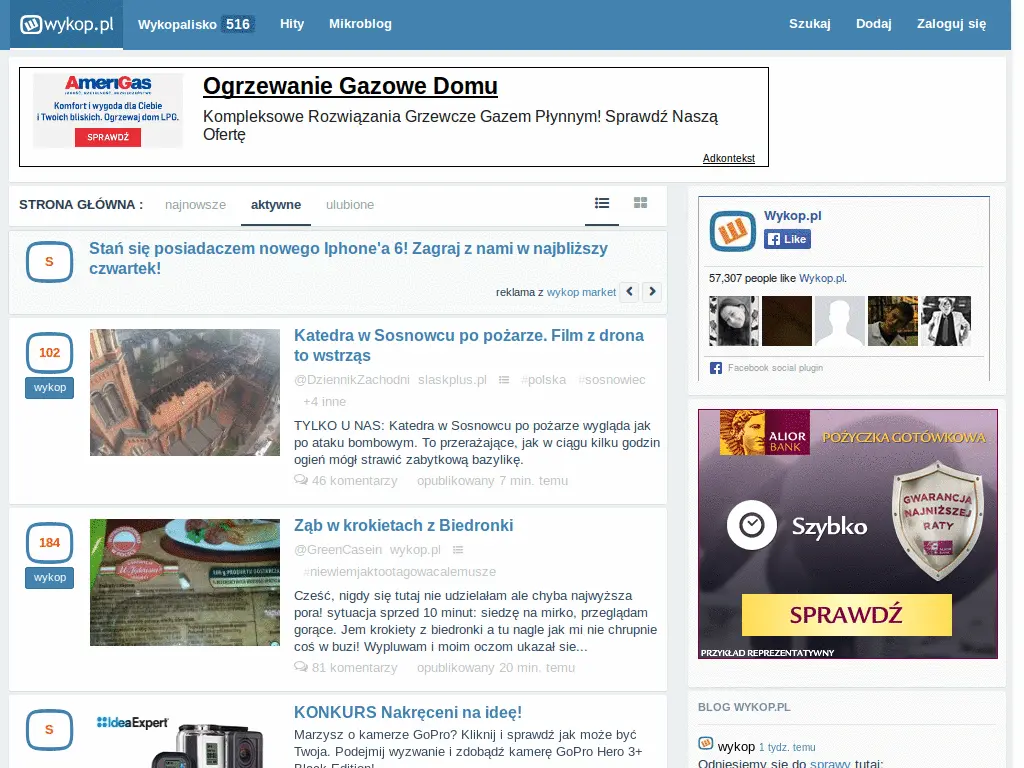 wykop.pl
Wykopalisko 516
Hity
Mikroblog
Szukaj
Dodaj
Zaloguj się
AmeriGas
Komfort i wygoda dla Ciebie
i Twoich bliskich. Ogrzewaj dom LPG.
SPRAWDŹ
Ogrzewanie Gazowe Domu
Kompleksowe Rozwiązania Grzewcze Gazem Płynnym! Sprawdź Naszą
Ofertę
Adkontekst
STRONA GŁÓWNA :
najnowsze
aktywne
ulubione
S
Stań się posiadaczem nowego Iphone'a 6! Zagraj z nami w najbliższy
czwartek!
reklama z wykop market
102
wykop
Katedra w Sosnowcu po pożarze. Film z drona
to wstrząs
@DziennikZachodni slaskplus.pl #polska #sosnowiec
+4 inne
TYLKO U NAS: Katedra w Sosnowcu po pożarze wygląda jak
po ataku bombowym. To przerażające, jak w ciągu kilku godzin
ogień mógł strawić zabytkową bazylikę.
46 komentarzy opublikowany 7 min. temu
184
wykop
Ząb w krokietach z Biedronki
@GreenCasein wykop.pl
#niewiemjaktootagowacalemusze
Cześć, nigdy się tutaj nie udzielałam ale chyba najwyższa
pora! sytuacja sprzed 10 minut: siedzę na mirko, przeglądam
gorące. Jem krokiety z biedronki a tu nagle jak mi nie chrupnie
coś w buzi! Wypluwam i moim oczom ukazał sie...
81 komentarzy opublikowany 20 min. temu
S
IdeaExpert
KONKURS Nakręceni na ideę!
Marzysz o kamerze GoPro? Kliknij i sprawdź jak może być
Twoja. Podejmij wyzwanie i zdobądź kamerę GoPro Hero 3+
Black Edition!
Wykop.pl
Like
57,307 people like Wykop.pl.
Facebook social plugin
ALIOR
BANK
POŻYCZKA GOTÓWKOWA
Szybko
GWARANCJA
NAJNIŻSZEJ
RATY
SPRAWDŹ
PRZYKŁAD REPREZENTATYWNY
BLOG WYKOP.PL
wykop 1 tydz. temu
Odniesiemy się do sprawy tutaj: